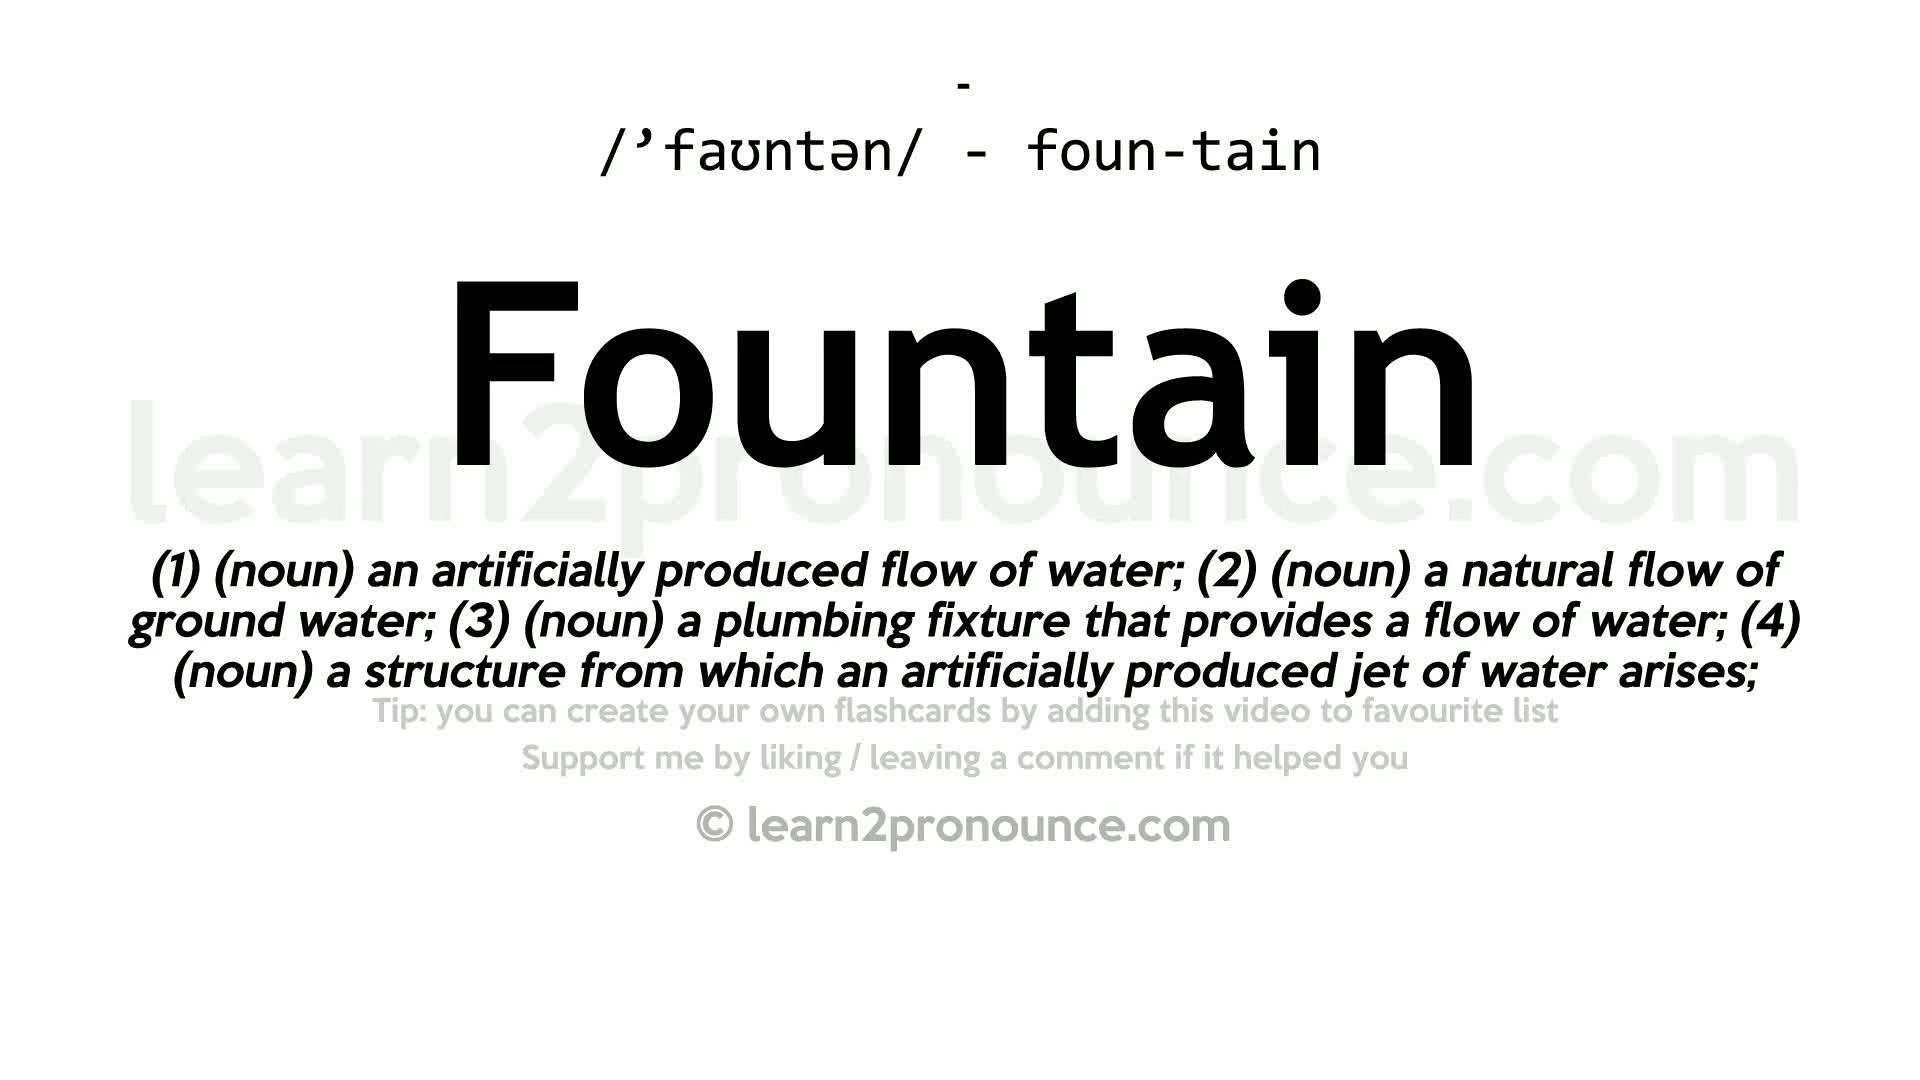 -
/’faʊntən/ - foun-tain
Fountain
learn2pronounce.com
(1) (noun) an artificially produced flow of water; (2) (noun) a natural flow of
ground water; (3) (noun) a plumbing fixture that provides a flow of water; (4)
(noun) a structure from which an artificially produced jet of water arises;
Tip: you can create your own flashcards by adding this video to favourite list
Support me by liking / leaving a comment if it helped you
© learn2pronounce.com